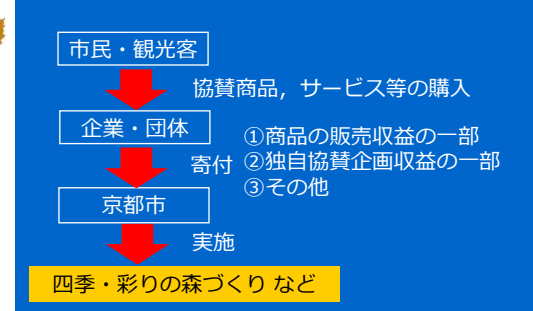 市民・観光客
協賛商品，サービス等の購入
企業・団体
①商品の販売収益の一部
寄付 ②独自協賛企画収益の一部
③その他
京都市
実施
四季・彩りの森づくり など